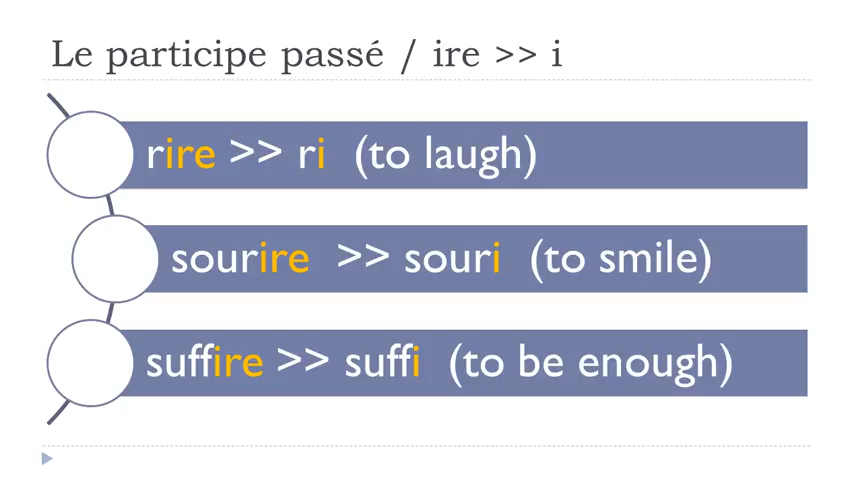 Le participe passé / ire >> i
rire >> ri (to laugh)
sourire >> souri (to smile)
suffire >> suffi (to be enough)